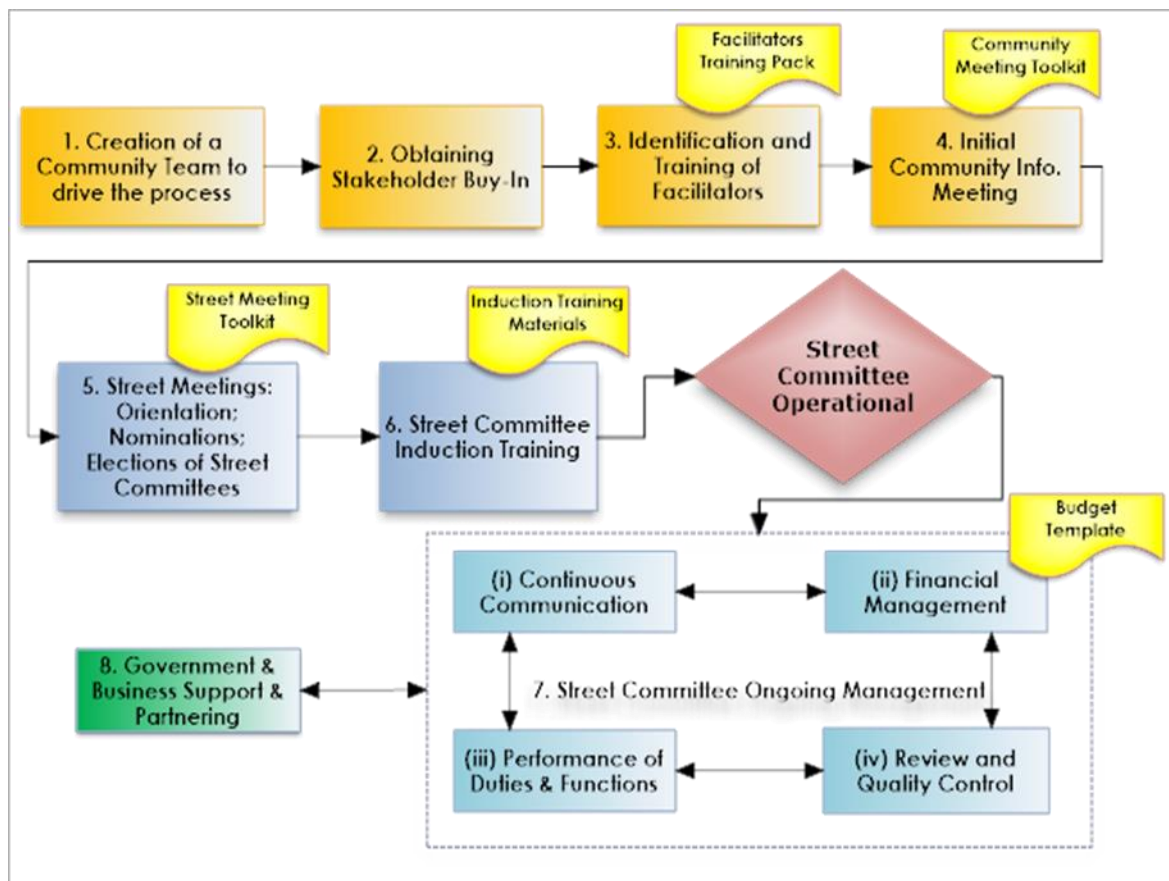 Facilitators
Training Pack
Community
Meeting Toolkit
1. Creation of a
Community Team to
drive the process
2. Obtaining
Stakeholder Buy-In
3. Identification and
Training of
Facilitators
4. Initial
Community Info.
Meeting
Street Meeting
Toolkit
Induction Training
Materials
5. Street Meetings:
Orientation;
Nominations;
Elections of Street
Committees
6. Street Committee
Induction Training
Street
Committee
Operational
Budget
Template
(i) Continuous
Communication
(ii) Financial
Management
8. Government &
Business Support &
Partnering
7. Street Committee Ongoing Management
(iii) Performance of
Duties & Functions
(iv) Review and
Quality Control